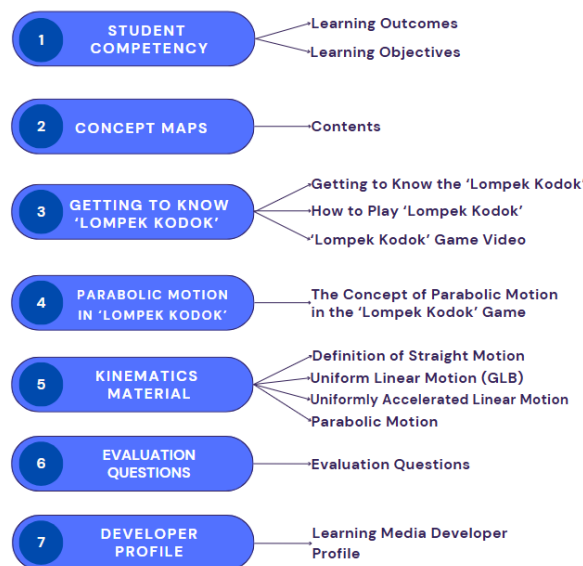 1
STUDENT
COMPETENCY
Learning Outcomes
Learning Objectives
2
CONCEPT MAPS
Contents
3
GETTING TO KNOW
‘LOMPEK KODOK’
Getting to Know the ‘Lompek Kodok’
How to Play ‘Lompek Kodok’
‘Lompek Kodok’ Game Video
4
PARABOLIC MOTION
IN ‘LOMPEK KODOK’
The Concept of Parabolic Motion
in the ‘Lompek Kodok’ Game
5
KINEMATICS
MATERIAL
Definition of Straight Motion
Uniform Linear Motion (GLB)
Uniformly Accelerated Linear Motion
Parabolic Motion
6
EVALUATION
QUESTIONS
Evaluation Questions
7
DEVELOPER
PROFILE
Learning Media Developer
Profile